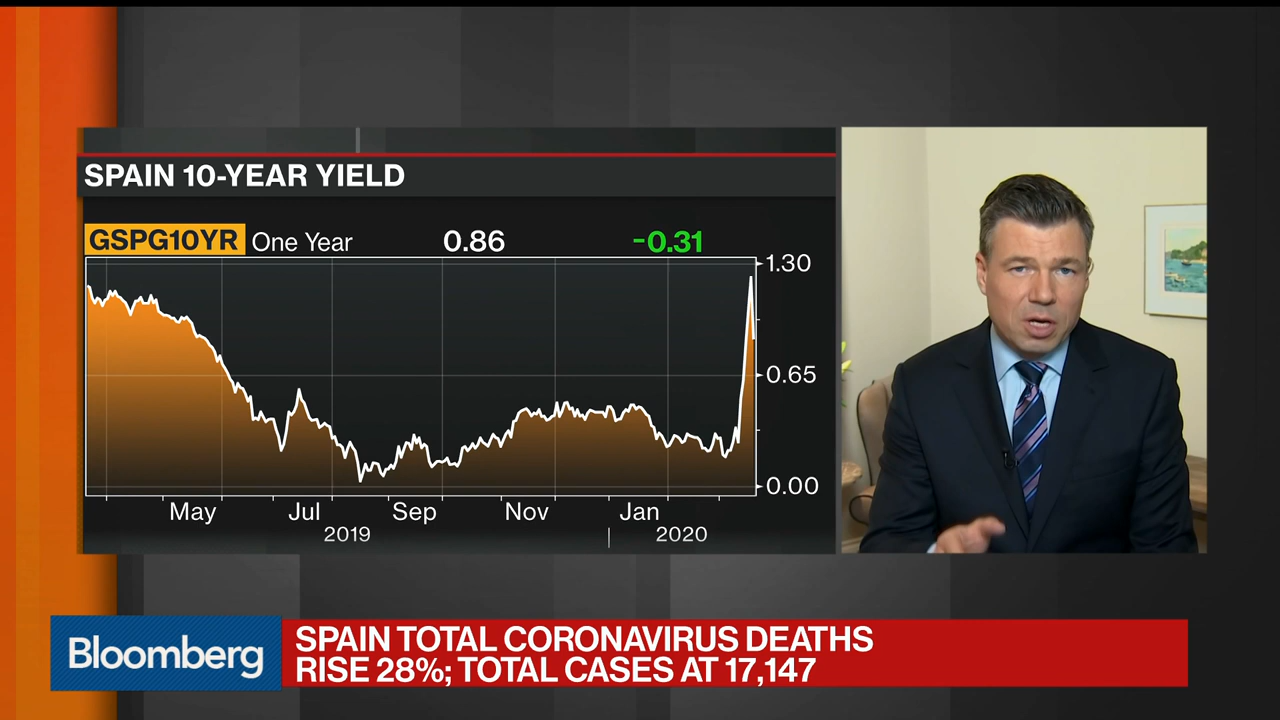 SPAIN 10-YEAR YIELD
GSPG10YR One Year 0.86 -0.31
1.30
0.65
0.00
May Jul Sep Nov Jan
2019 2020
Bloomberg
SPAIN TOTAL CORONAVIRUS DEATHS
RISE 28%; TOTAL CASES AT 17,147